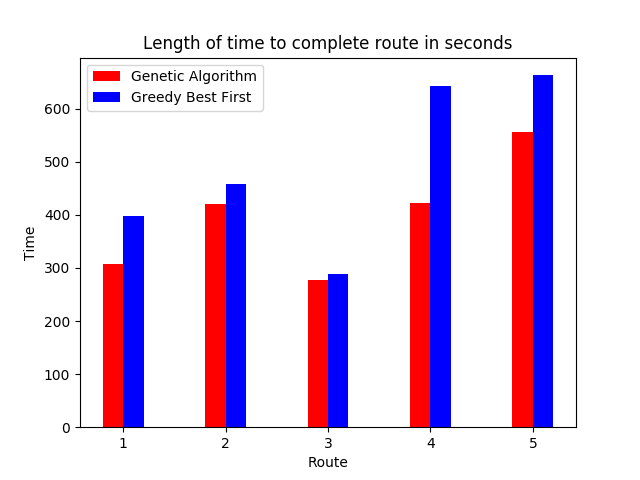 Length of time to complete route in seconds
Genetic Algorithm
Greedy Best First
600
500
400
300
200
100
0
Time
1 2 3 4 5
Route